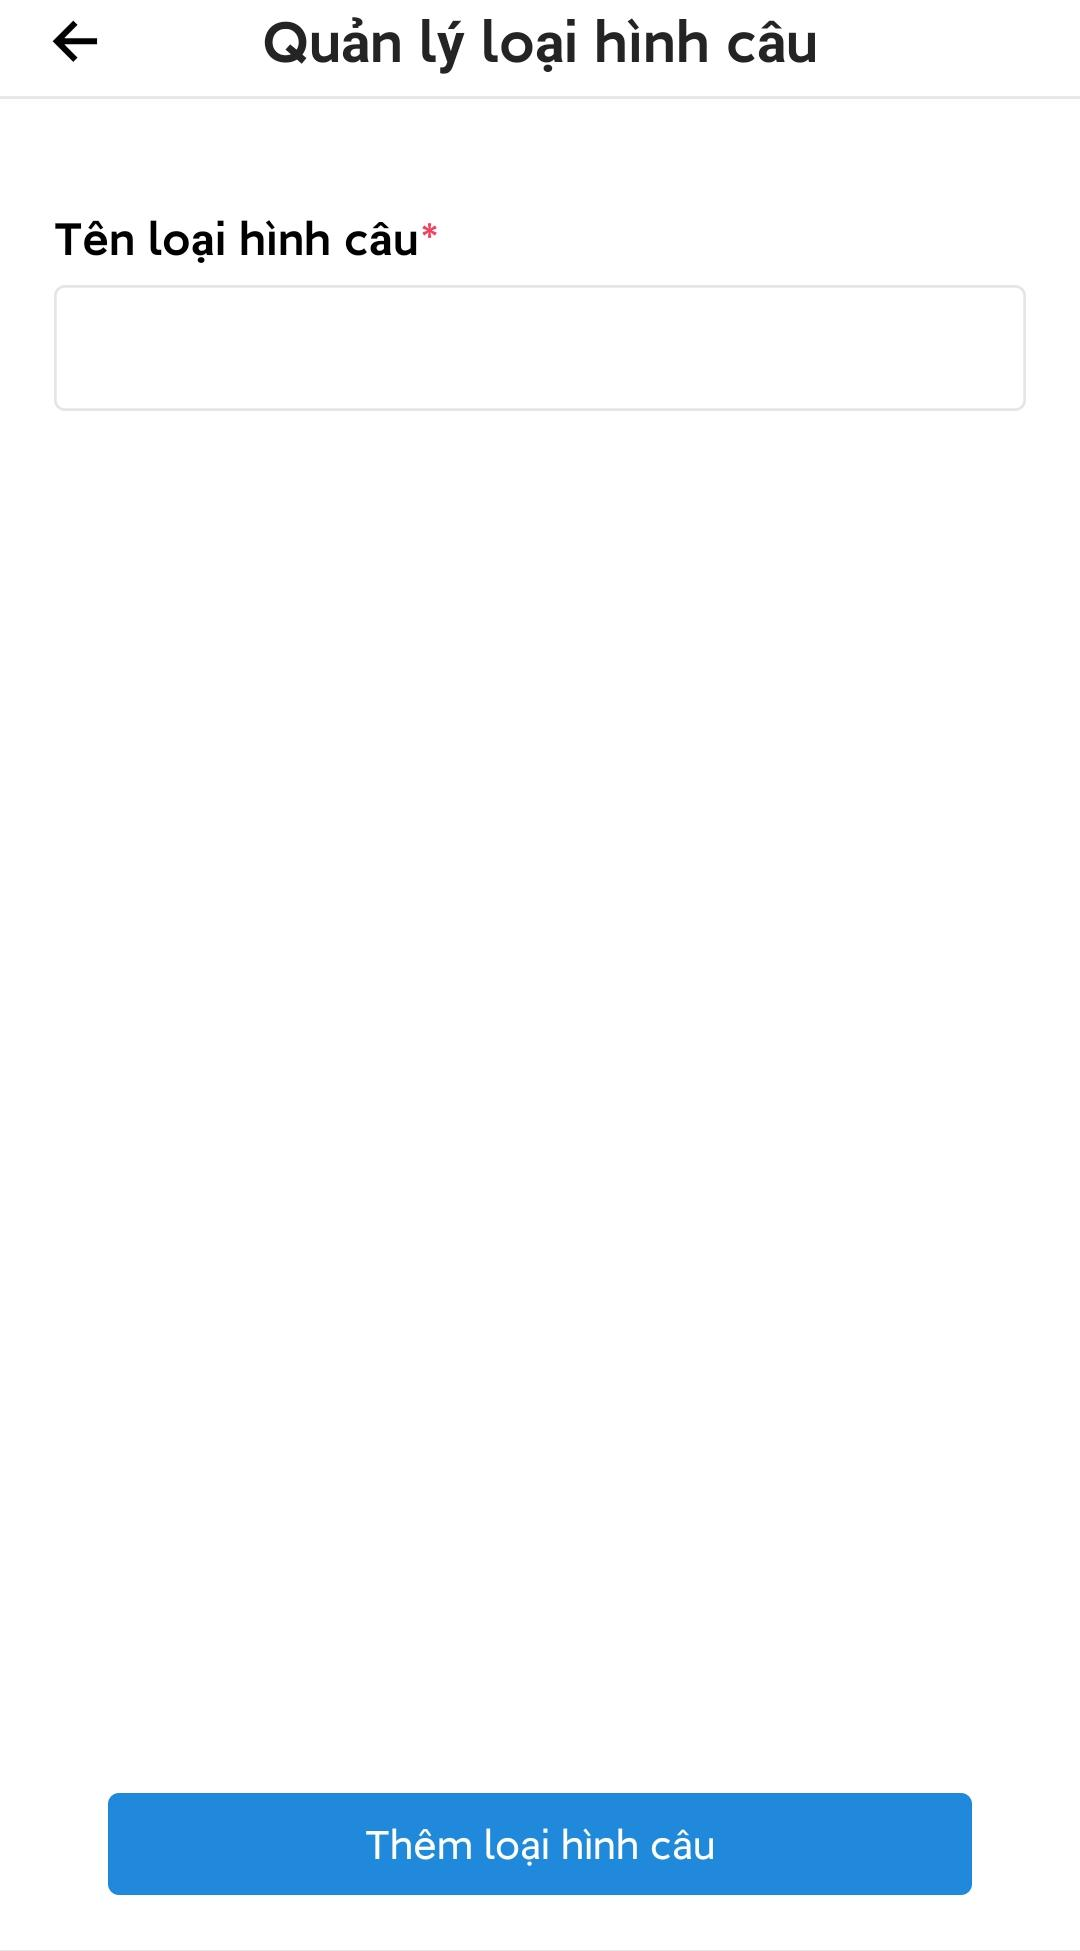 Quản lý loại hình câu
Tên loại hình câu*
Thêm loại hình câu